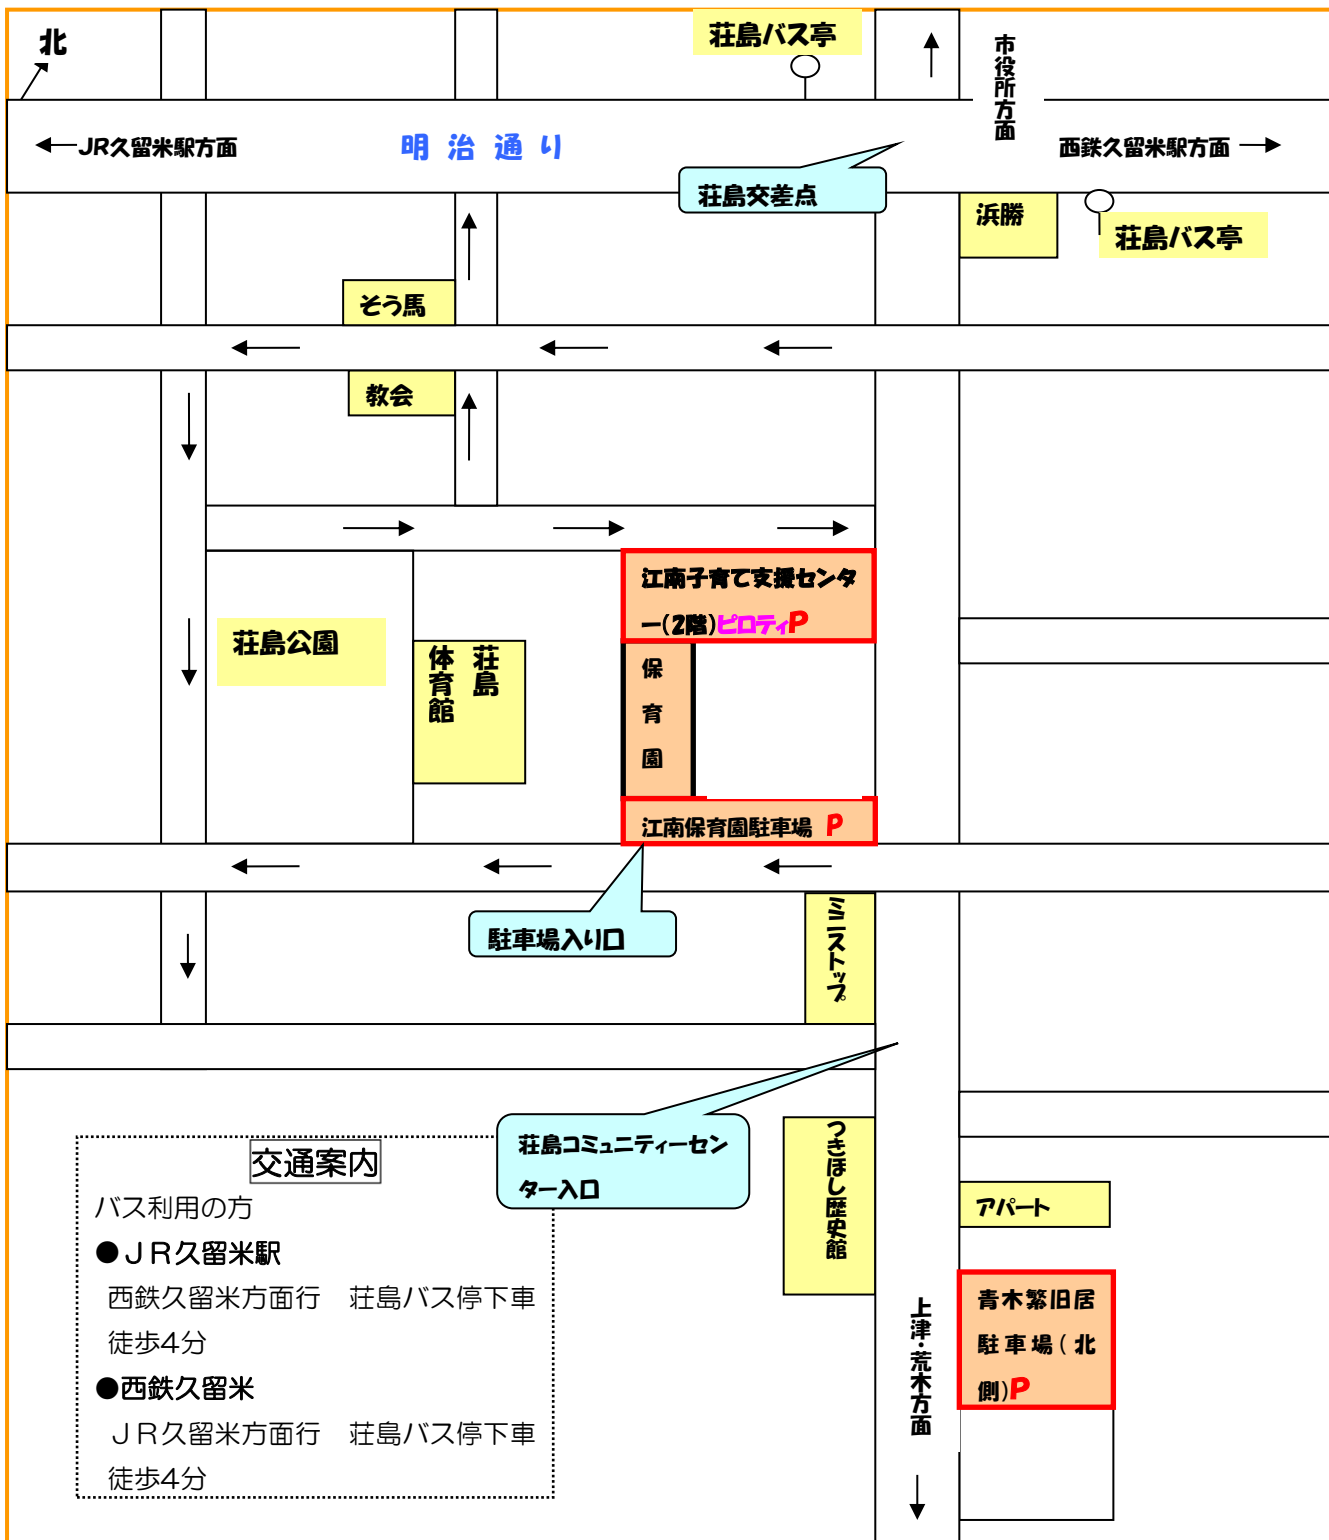 北
荘島バス亭
市役所方面
JR久留米駅方面
明治通り
西鉄久留米駅方面
荘島交差点
浜勝
荘島バス亭
そう馬
教会
江南子育て支援センタ
ー(2階)ピロティP
荘島公園
荘島
体育館
保育園
江南保育園駐車場 P
駐車場入り口
ミニストップ
荘島コミュニティーセン
ター入口
つきほし歴史館
交通案内
バス利用の方
●JR久留米駅
西鉄久留米方面行 荘島バス停下車
徒歩4分
●西鉄久留米
JR久留米方面行 荘島バス停下車
徒歩4分
アパート
青木繁旧居
駐車場(北
側)P
上津・荒木方面